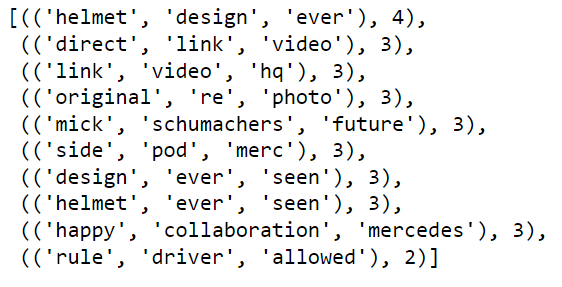 [(('helmet', 'design', 'ever'), 4),
(('direct', 'link', 'video'), 3),
(('link', 'video', 'hq'), 3),
(('original', 're', 'photo'), 3),
(('mick', 'schumachers', 'future'), 3),
(('side', 'pod', 'merc'), 3),
(('design', 'ever', 'seen'), 3),
(('helmet', 'ever', 'seen'), 3),
(('happy', 'collaboration', 'mercedes'), 3),
(('rule', 'driver', 'allowed'), 2)]